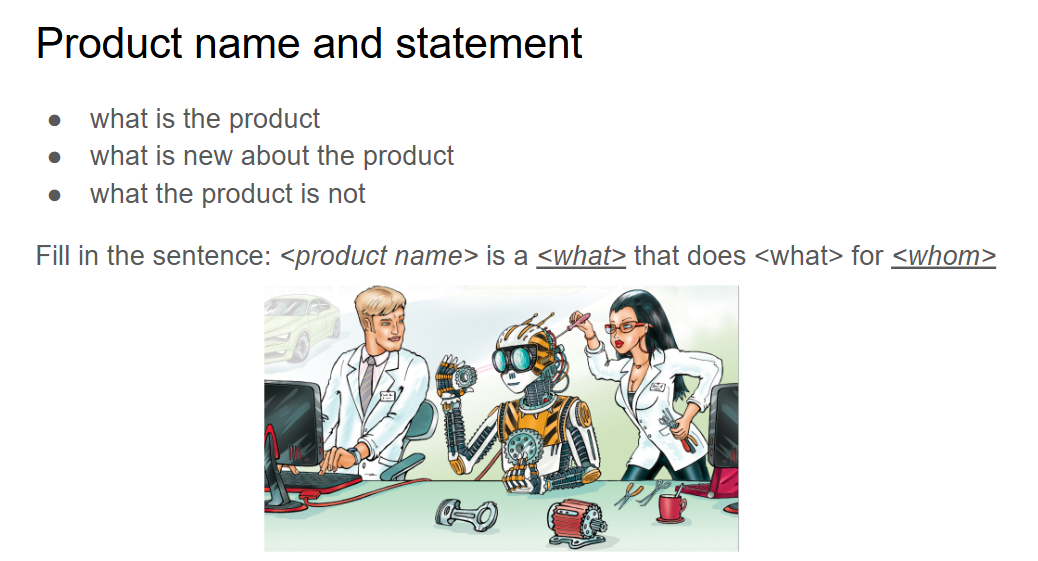 Product name and statement
● what is the product
● what is new about the product
● what the product is not
Fill in the sentence: <product name> is a <what> that does <what> for <whom>